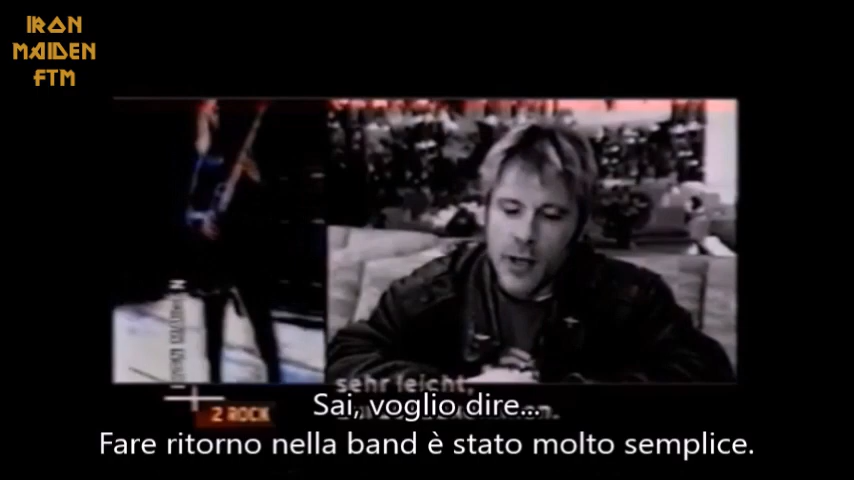 IRON
MAIDEN
FTM
sehr leicht,
2 ROCK
Sai, voglio dire...
Fare ritorno nella band è stato molto semplice.